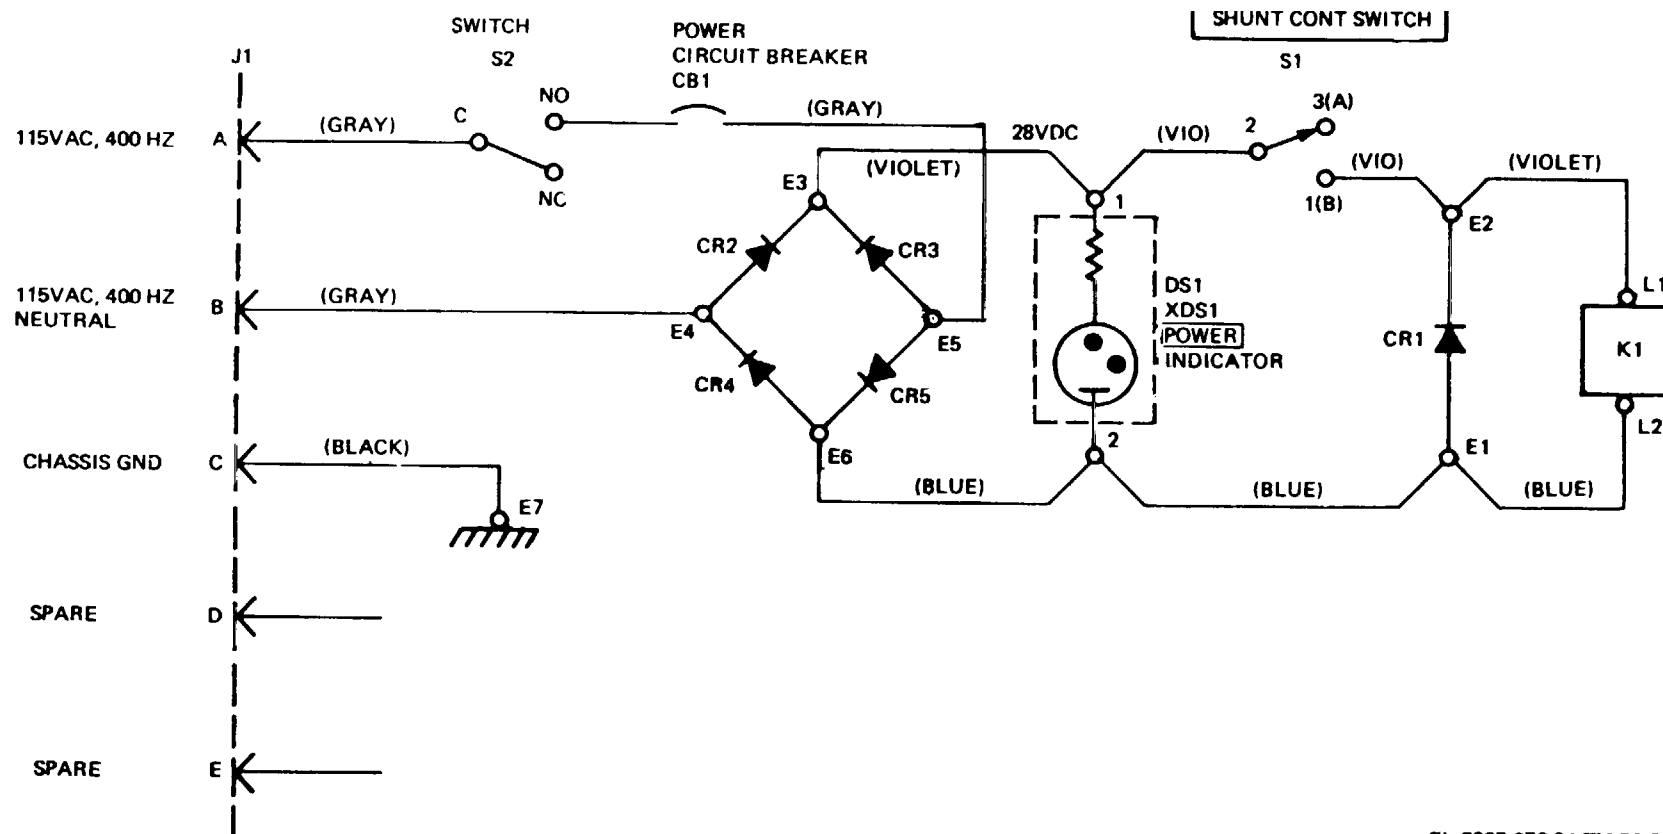 SWITCH
S2
POWER
CIRCUIT BREAKER
CB1
SHUNT CONT SWITCH
S1
J1
NO
C
NC
(GRAY)
(GRAY)
115VAC, 400 HZ
A
28VDC
(VIO)
2
3(A)
1(B)
(VIO)
(VIOLET)
(VIOLET)
E3
1
E2
CR2
CR3
115VAC, 400 HZ
NEUTRAL
B
(GRAY)
E4
E5
DS1
XDS1
POWER
INDICATOR
L1
CR1
K1
CR4
CR5
L2
CHASSIS GND
C
(BLACK)
E6
2
E1
(BLUE)
(BLUE)
(BLUE)
E7
SPARE
D
SPARE
E